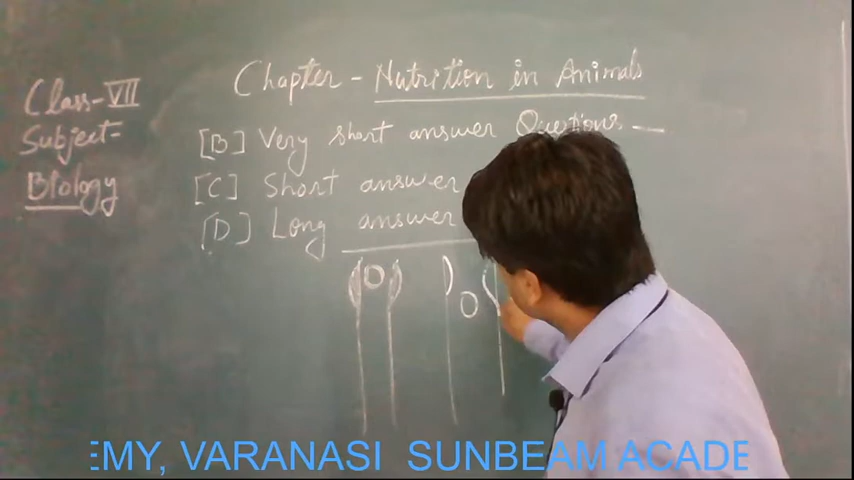 Chapter - Nutrition in Animals
Class-VII
Subject-
Biology
[B] Very short answer Questions —
[C] Short answer
[D] Long answer
EMY, VARANASI SUNBEAM ACADE